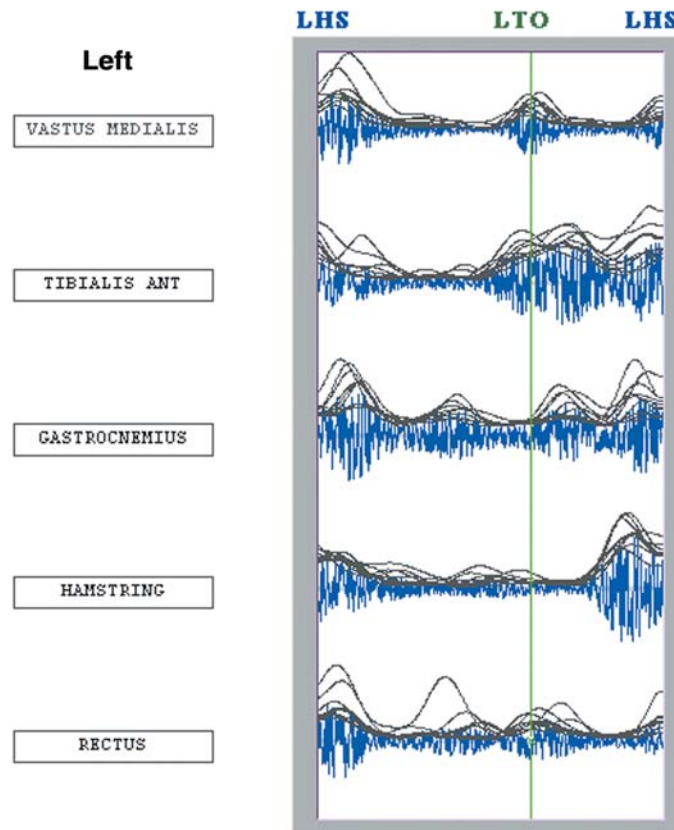 LHS LTO LHS
Left
VASTUS MEDIALIS
TIBIALIS ANT
GASTROCNEMIUS
HAMSTRING
RECTUS